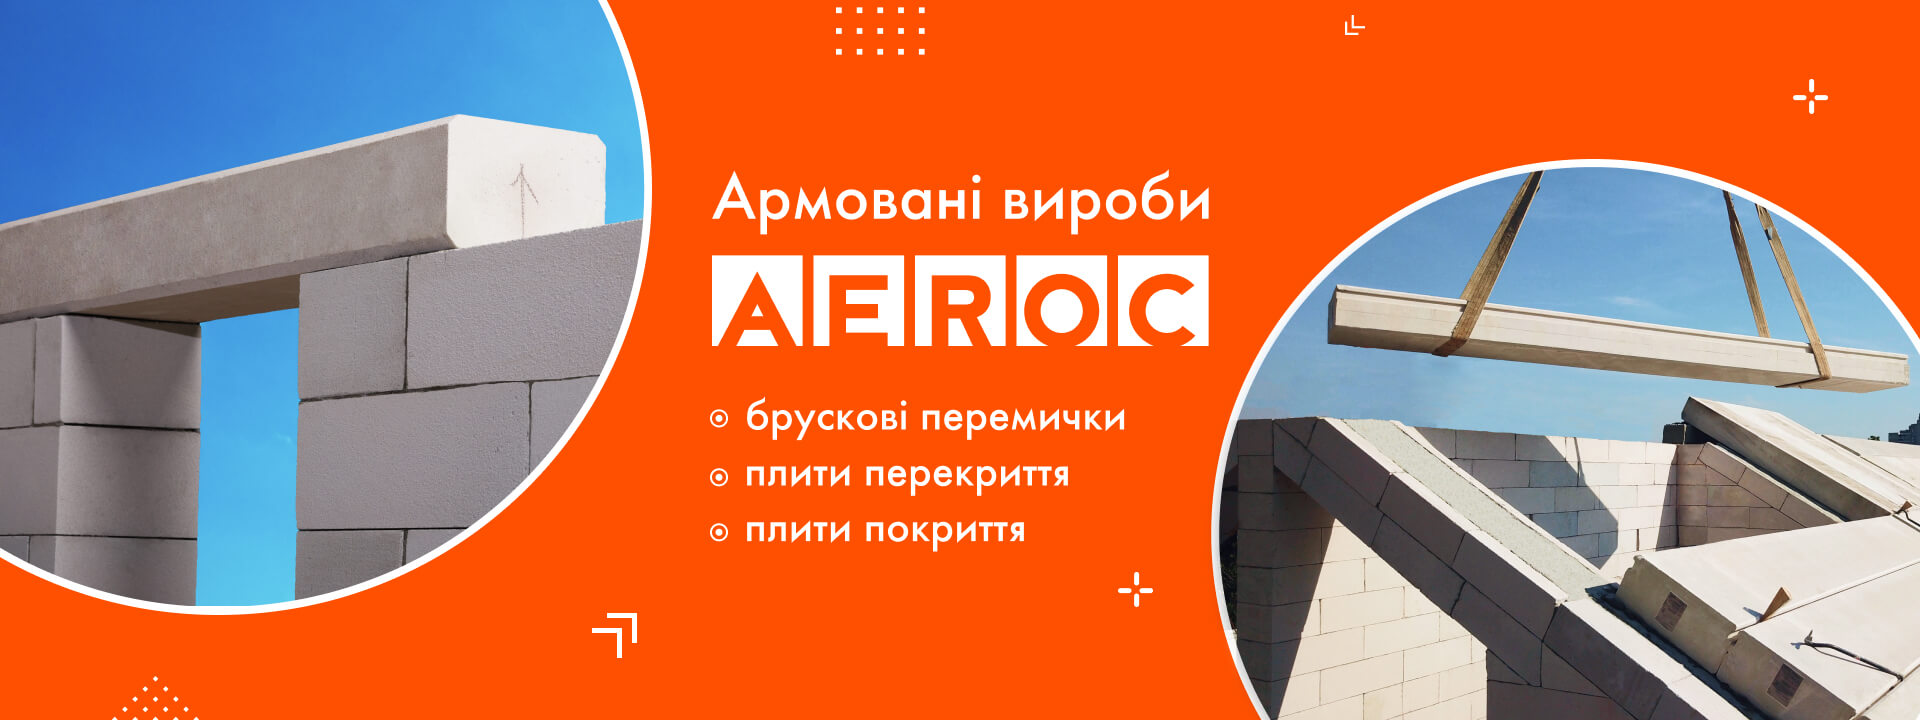 Армовані вироби
AEROC
брускові перемички
плити перекриття
плити покриття